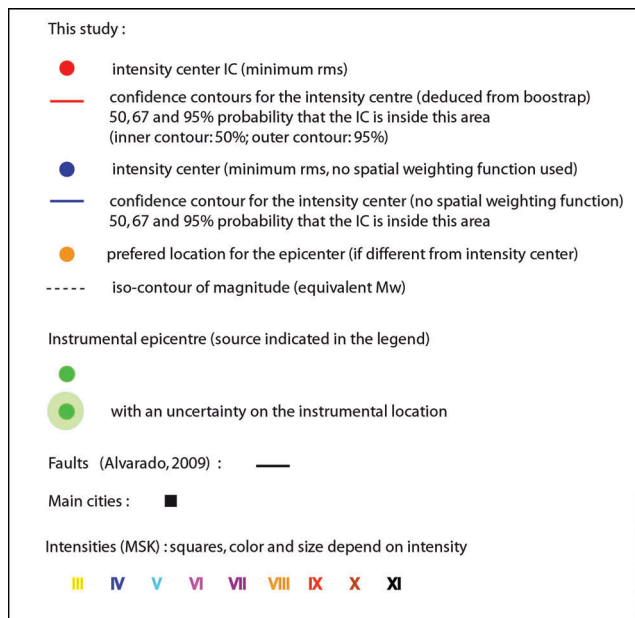 This study :
intensity center IC (minimum rms)
confidence contours for the intensity centre (deduced from boostrap)
50, 67 and 95% probability that the IC is inside this area
(inner contour: 50%; outer contour: 95%)
intensity center (minimum rms, no spatial weighting function used)
confidence contour for the intensity center (no spatial weighting function)
50, 67 and 95% probability that the IC is inside this area
prefered location for the epicenter (if different from intensity center)
iso-contour of magnitude (equivalent Mw)
Instrumental epicentre (source indicated in the legend)
with an uncertainty on the instrumental location
Faults (Alvarado, 2009) :
Main cities :
Intensities (MSK) : squares, color and size depend on intensity
III IV V VI VII VIII IX X XI